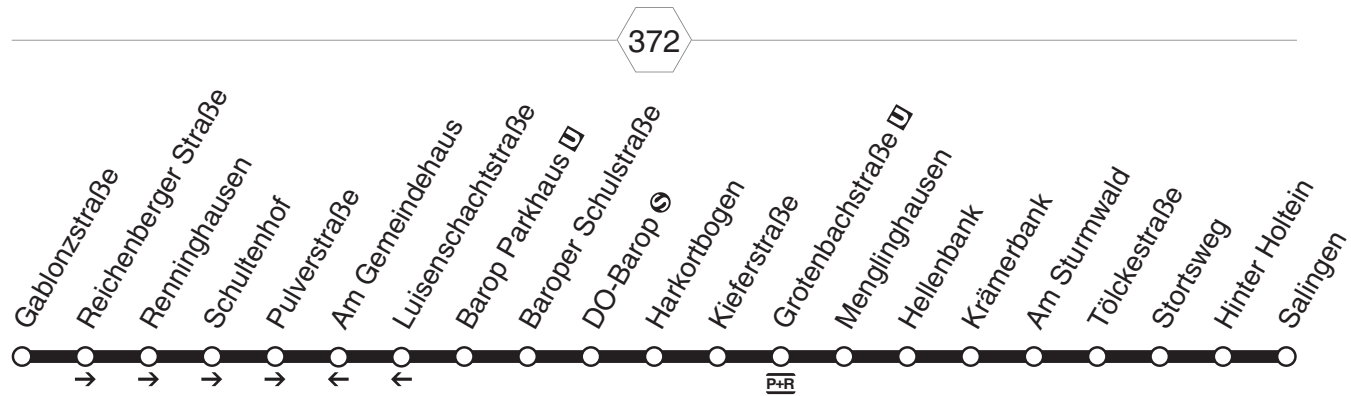 372
Gablonzstraße
Reichenberger Straße
Renninghausen
Schultenhof
Pulverstraße
Am Gemeindehaus
Luisenschachtstraße
Barop Parkhaus U
Baroper Schulstraße
DO-Barop S
Harkortbogen
Kieferstraße
Grotenbachstraße U
Menglinghausen
Hellenbank
Krämerbank
Am Sturmwald
Tölckestraße
Stortsweg
Hinter Holtein
Salingen
P+R